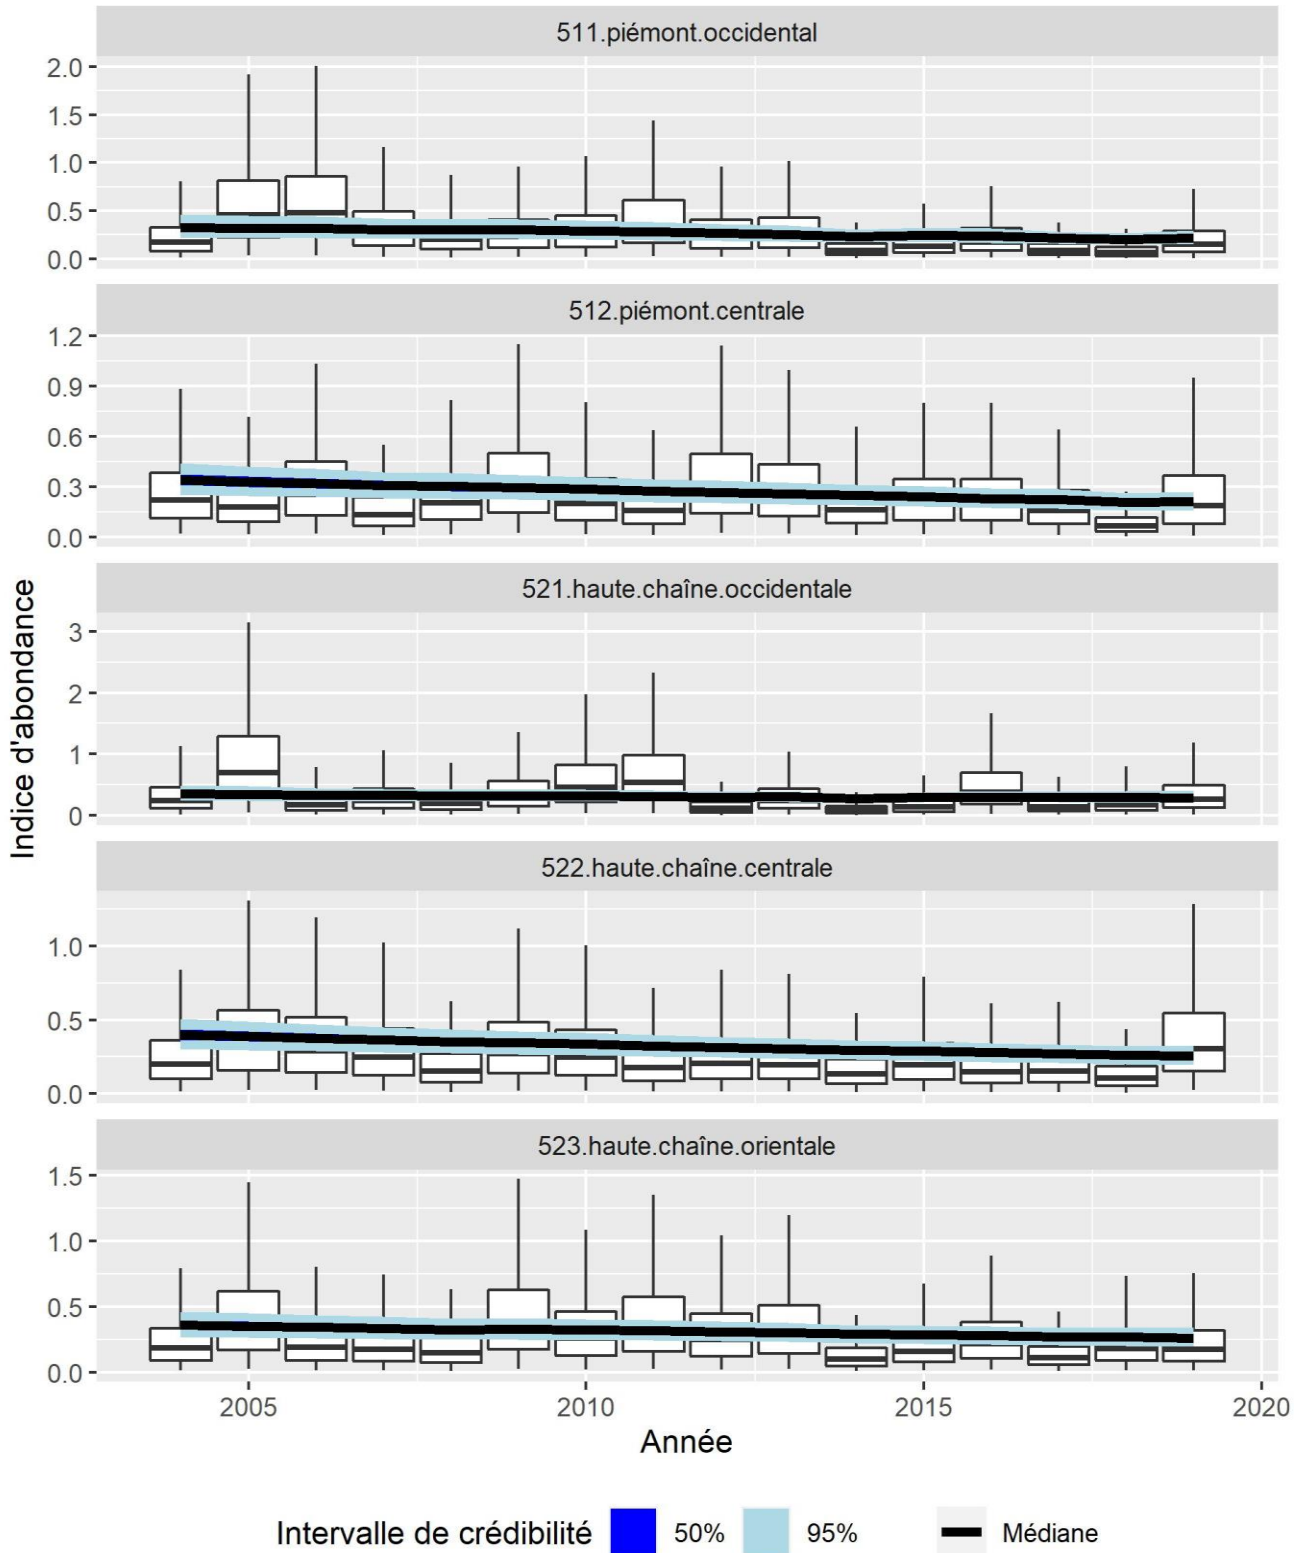 511.piémont.occidental
2.0
1.5
1.0
0.5
0.0
512.piémont.centrale
1.2
0.9
0.6
0.3
0.0
521.haute.chaîne.occidentale
3
2
1
0
522.haute.chaîne.centrale
1.0
0.5
0.0
523.haute.chaîne.orientale
1.5
1.0
0.5
0.0
Indice d'abondance
2005 2010 2015 2020
Année
Intervalle de crédibilité 50% 95% Médiane